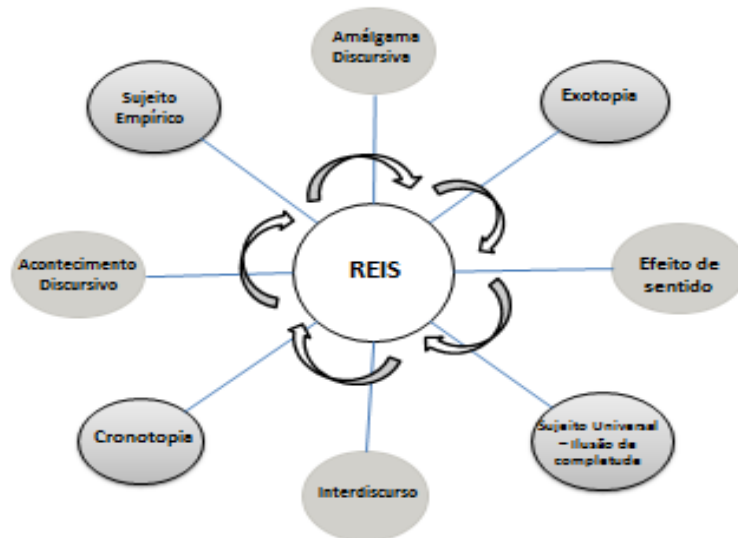 Amálgama
Discursiva
Sujeito
Empírico
Exotopia
Acontecimento
Discursivo
REIS
Efeito de
sentido
Cronotopia
Sujeito Universal
– Ilusão de
completude
Interdiscurso